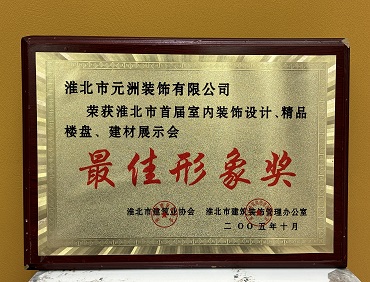 淮北市元洲装饰有限公司
荣获淮北市首届室内装饰设计、精品
楼盘、建材展示会
最佳形象奖
淮北市建筑业协会 淮北市建筑装饰管理办公室
二〇〇五年十月